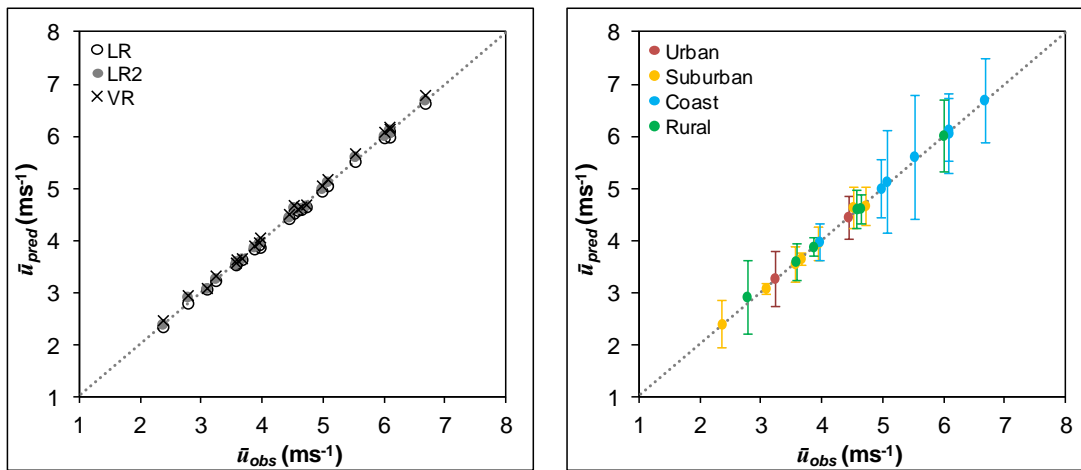 8
7
6
5
4
3
2
1
ū_pred (ms⁻¹)
LR
LR2
VR
1 2 3 4 5 6 7 8
ū_obs (ms⁻¹)
8
7
6
5
4
3
2
1
ū_pred (ms⁻¹)
Urban
Suburban
Coast
Rural
1 2 3 4 5 6 7 8
ū_obs (ms⁻¹)